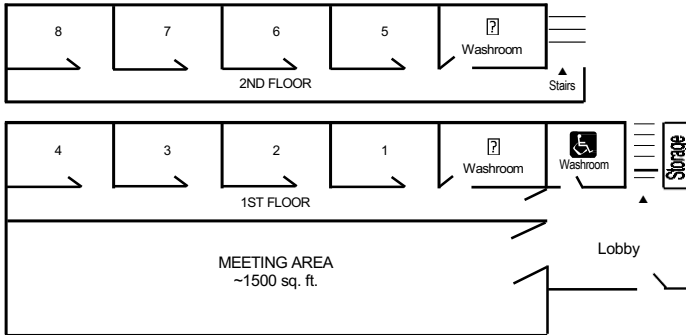 8 7 6 5
Washroom
2ND FLOOR
Stairs
4 3 2 1
Washroom
Washroom
Storage
1ST FLOOR
Lobby
MEETING AREA
~1500 sq. ft.